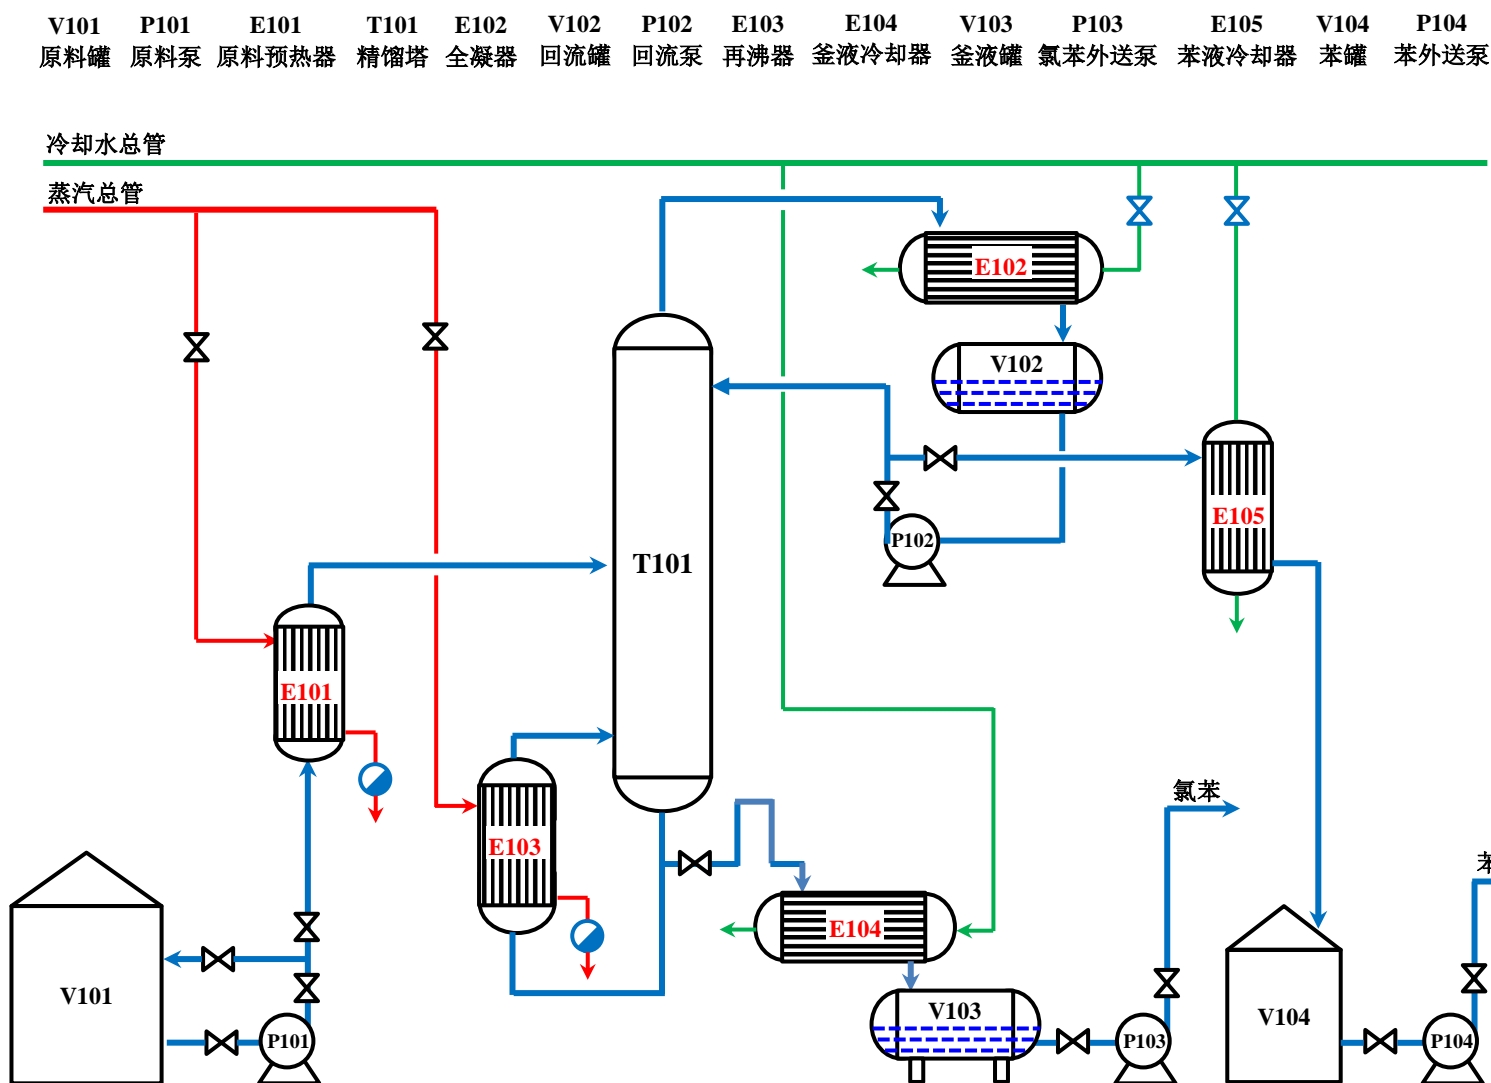 V101 P101 E101 T101 E102 V102 P102 E103 E104 V103 P103 E105 V104 P104
原料罐 原料泵 原料预热器 精馏塔 全凝器 回流罐 回流泵 再沸器 釜液冷却器 釜液罐 氯苯外送泵 苯液冷却器 苯罐 苯外送泵
冷却水总管
蒸汽总管
E102
V102
E105
P102
T101
E101
氯苯
E103
苯
E104
V101
V103
V104
P101
P103
P104